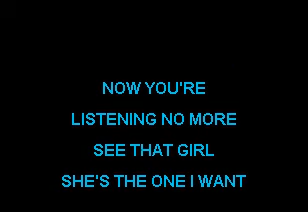 NOW YOU'RE
LISTENING NO MORE
SEE THAT GIRL
SHE'S THE ONE I WANT